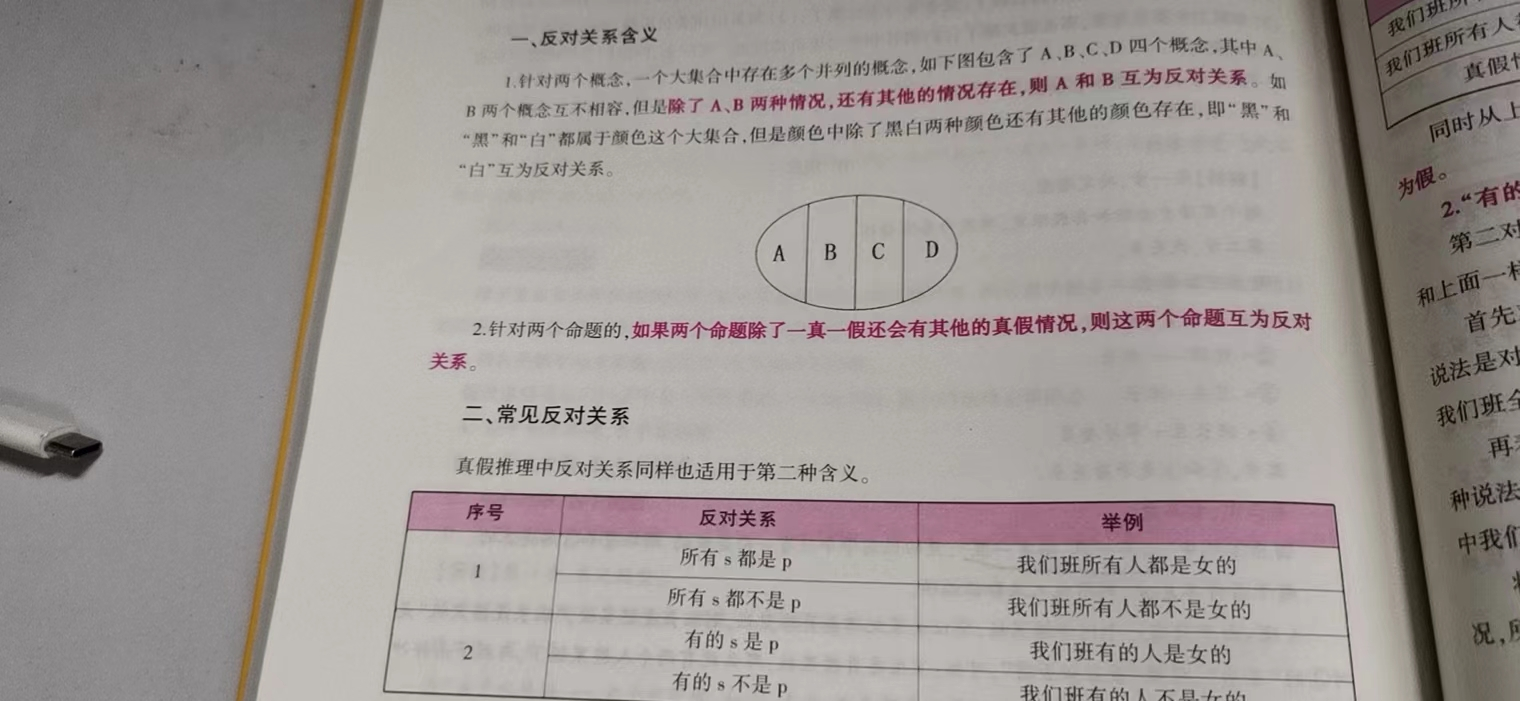 一、反对关系含义
1.针对两个概念,一个大集合中存在多个并列的概念,如下图包含了 A、B、C、D 四个概念,其中 A、
B 两个概念互不相容,但是除了 A、B 两种情况,还有其他的情况存在,则 A 和 B 互为反对关系。如
“黑”和“白”都属于颜色这个大集合,但是颜色中除了黑白两种颜色还有其他的颜色存在,即“黑”和
“白”互为反对关系。
A B C D
2.针对两个命题的,如果两个命题除了一真一假还会有其他的真假情况,则这两个命题互为反对
关系。
二、常见反对关系
真假推理中反对关系同样也适用于第二种含义。
序号 反对关系 举例
1 所有 s 都是 p 我们班所有人都是女的
所有 s 都不是 p 我们班所有人都不是女的
2 有的 s 是 p 我们班有的人是女的
有的 s 不是 p 我们班有的人不是女的
我们班所
我们班所有人
真假情
同时从上
为假。
2.“有的
第二对
和上面一样
首先
说法是对
我们班全
再
种说法
中我们
况,所